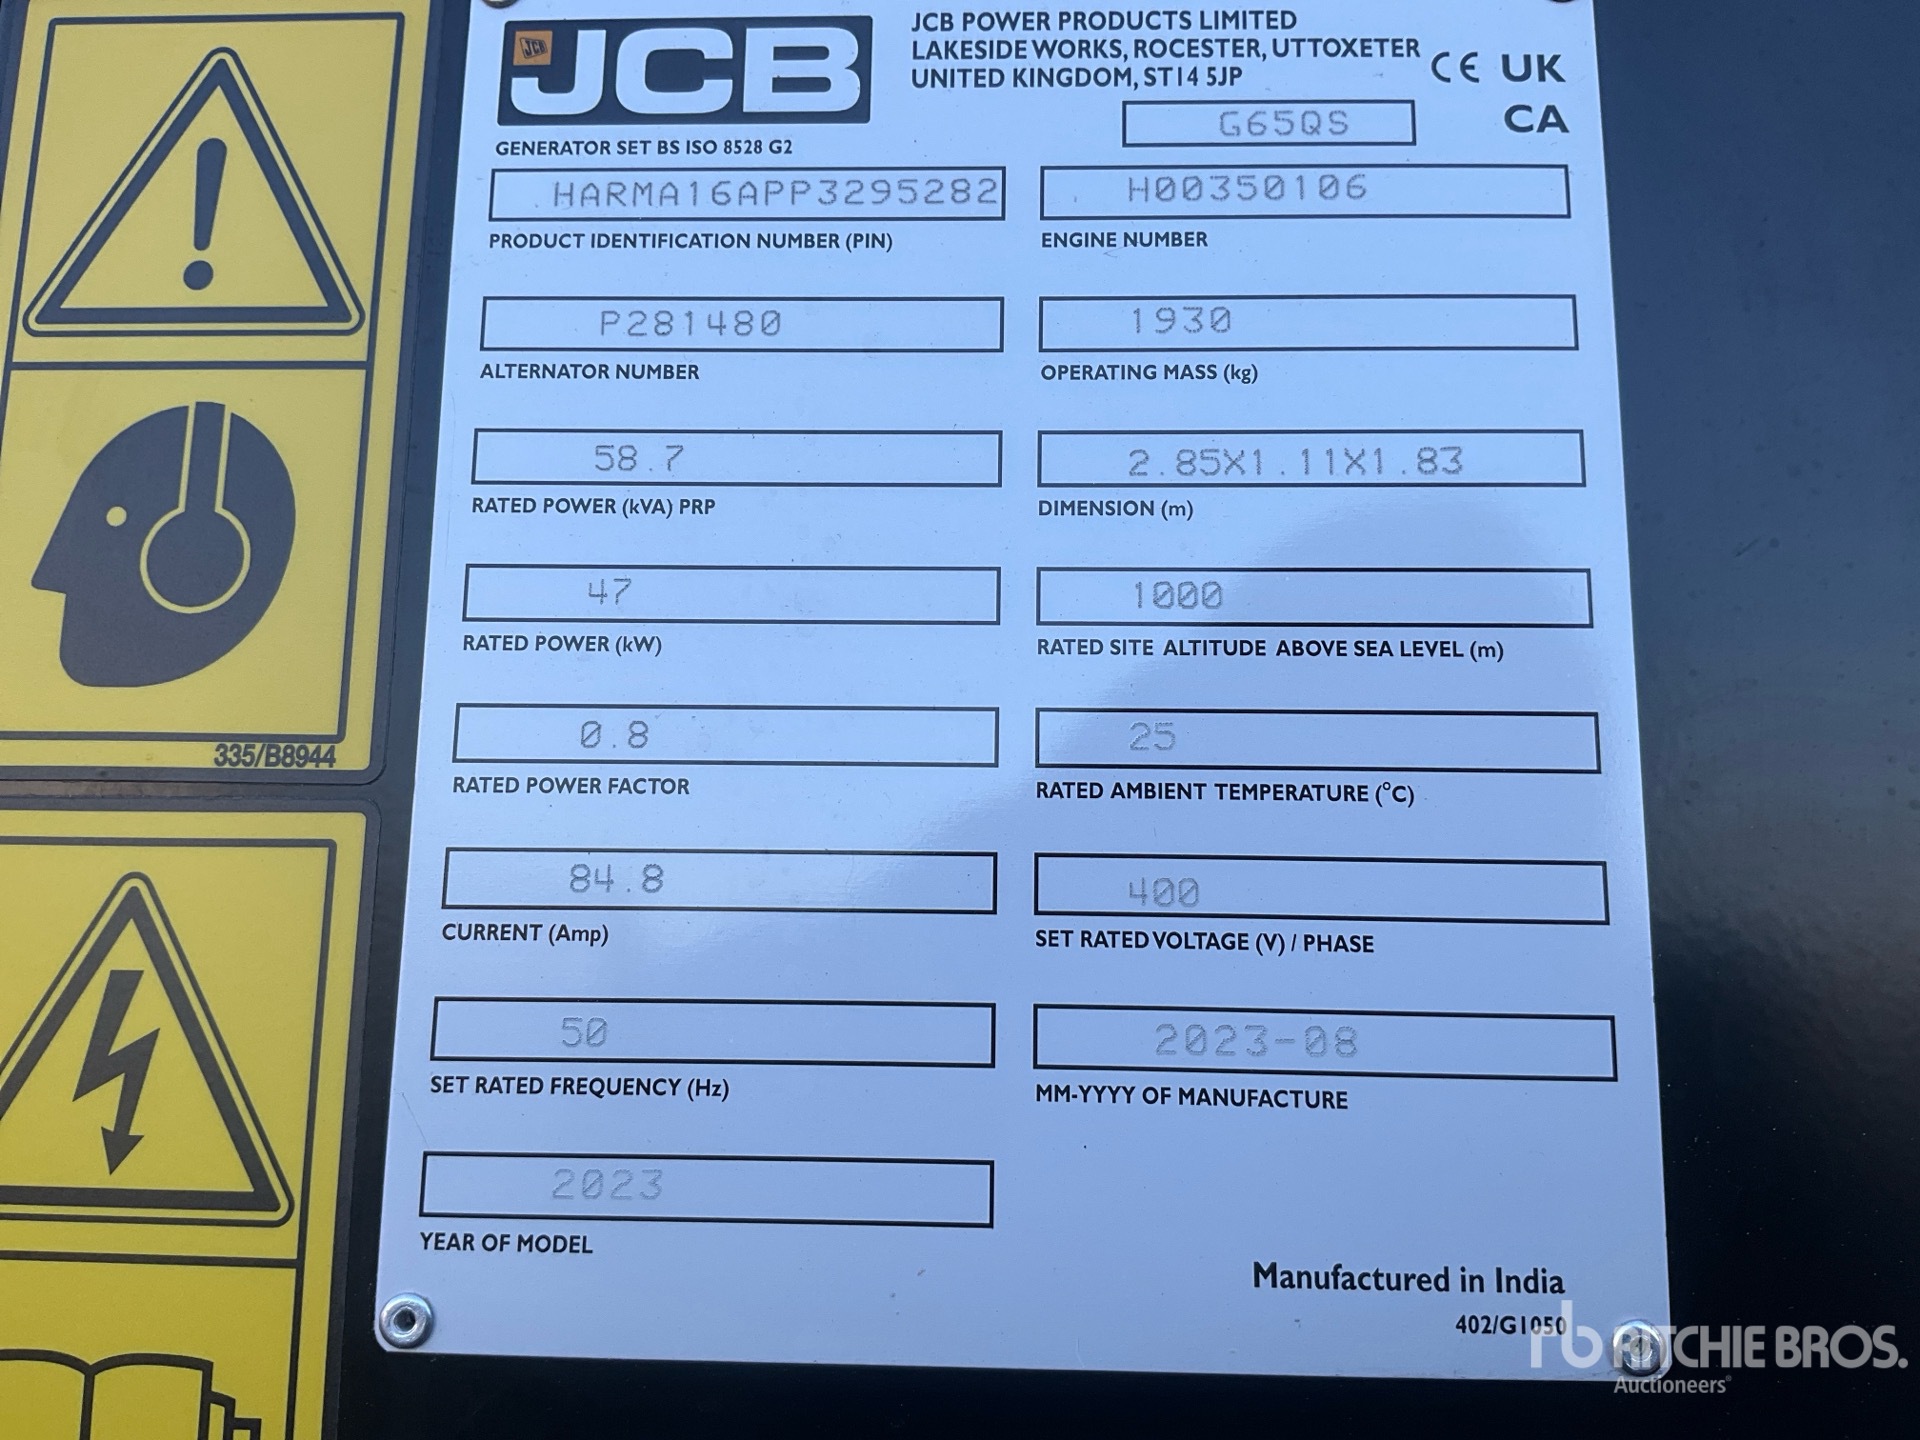 JCB
JCB
JCB POWER PRODUCTS LIMITED
LAKESIDE WORKS, ROCESTER, UTTOXETER
UNITED KINGDOM, ST14 5JP
CE UK
CA
G65QS
GENERATOR SET BS ISO 8528 G2
HARMA16APP3295282
PRODUCT IDENTIFICATION NUMBER (PIN)
H00350106
ENGINE NUMBER
P281480
ALTERNATOR NUMBER
1930
OPERATING MASS (kg)
58.7
RATED POWER (kVA) PRP
2.85X1.11X1.83
DIMENSION (m)
47
RATED POWER (kW)
1000
RATED SITE ALTITUDE ABOVE SEA LEVEL (m)
0.8
RATED POWER FACTOR
25
RATED AMBIENT TEMPERATURE (°C)
84.8
CURRENT (Amp)
400
SET RATED VOLTAGE (V) / PHASE
50
SET RATED FREQUENCY (Hz)
2023-08
MM-YYYY OF MANUFACTURE
2023
YEAR OF MODEL
Manufactured in India
402/G1050
335/B8944
rb RITCHIE BROS.
Auctioneers®